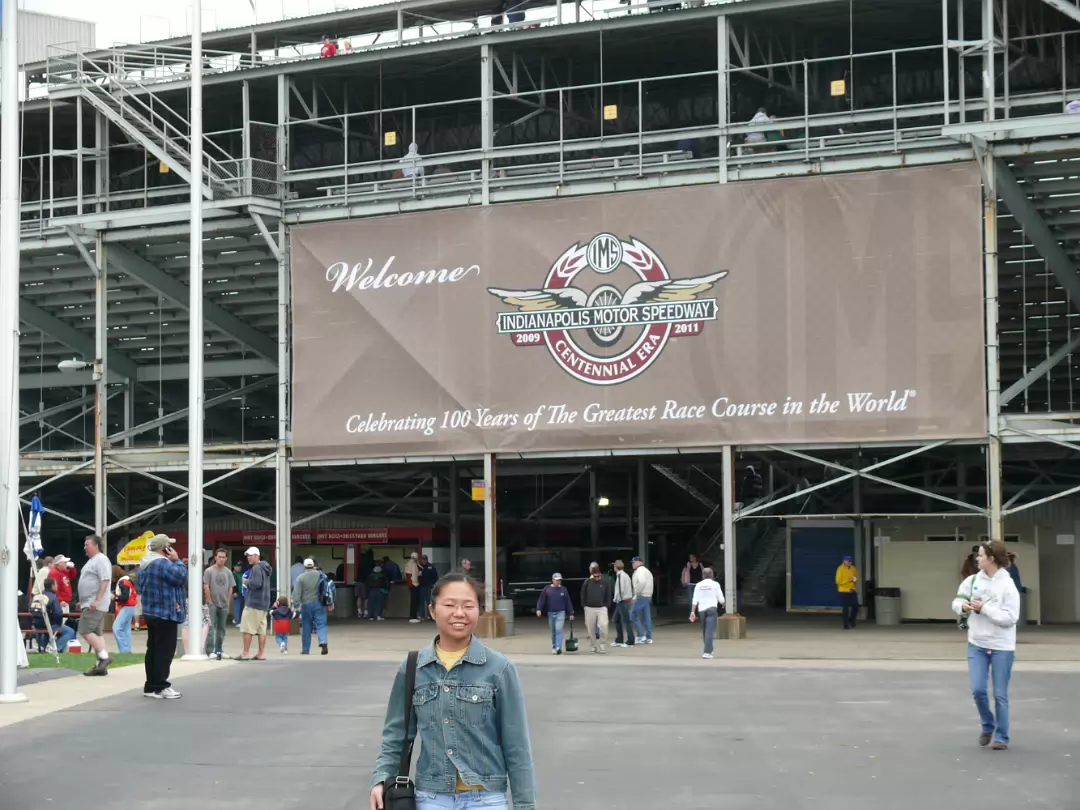 Welcome
IMS
INDIANAPOLIS MOTOR SPEEDWAY
2009 2011
CENTENNIAL ERA
Celebrating 100 Years of The Greatest Race Course in the World®